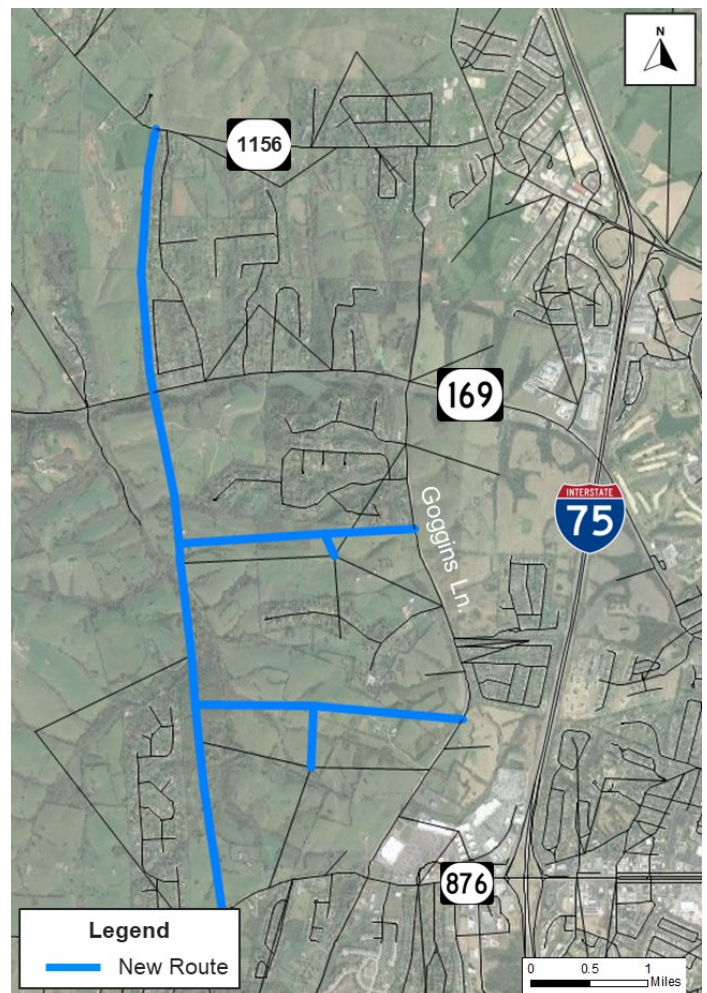 N
1156
169
Goggins Ln.
INTERSTATE
75
876
Legend
New Route
0 0.5 1
Miles